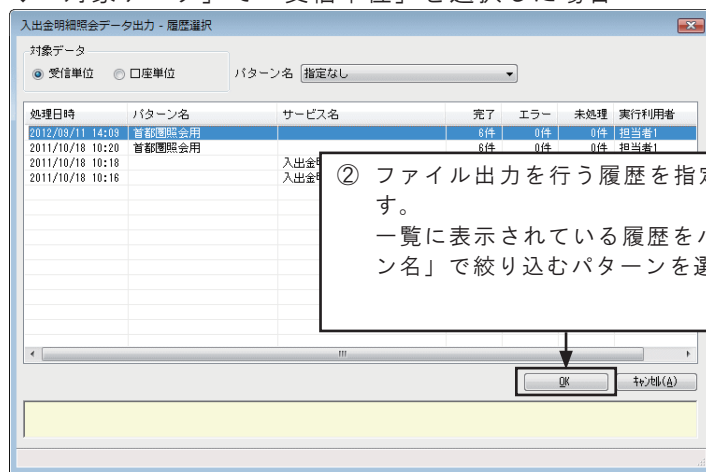 入出金明細照会データ出力 - 履歴選択
対象データ
受信単位 口座単位 パターン名 指定なし
処理日時 パターン名 サービス名 完了 エラー 未処理 実行利用者
2012/09/11 14:09 首都圏照会用 6件 0件 0件 担当者1
2011/10/18 10:20 首都圏照会用 6件 0件 0件 担当者1
2011/10/18 10:18 入出金
2011/10/18 10:16 入出金
② ファイル出力を行う履歴を指
す。
一覧に表示されている履歴を
ン名」で絞り込むパターンを
OK ｷｬﾝｾﾙ(A)